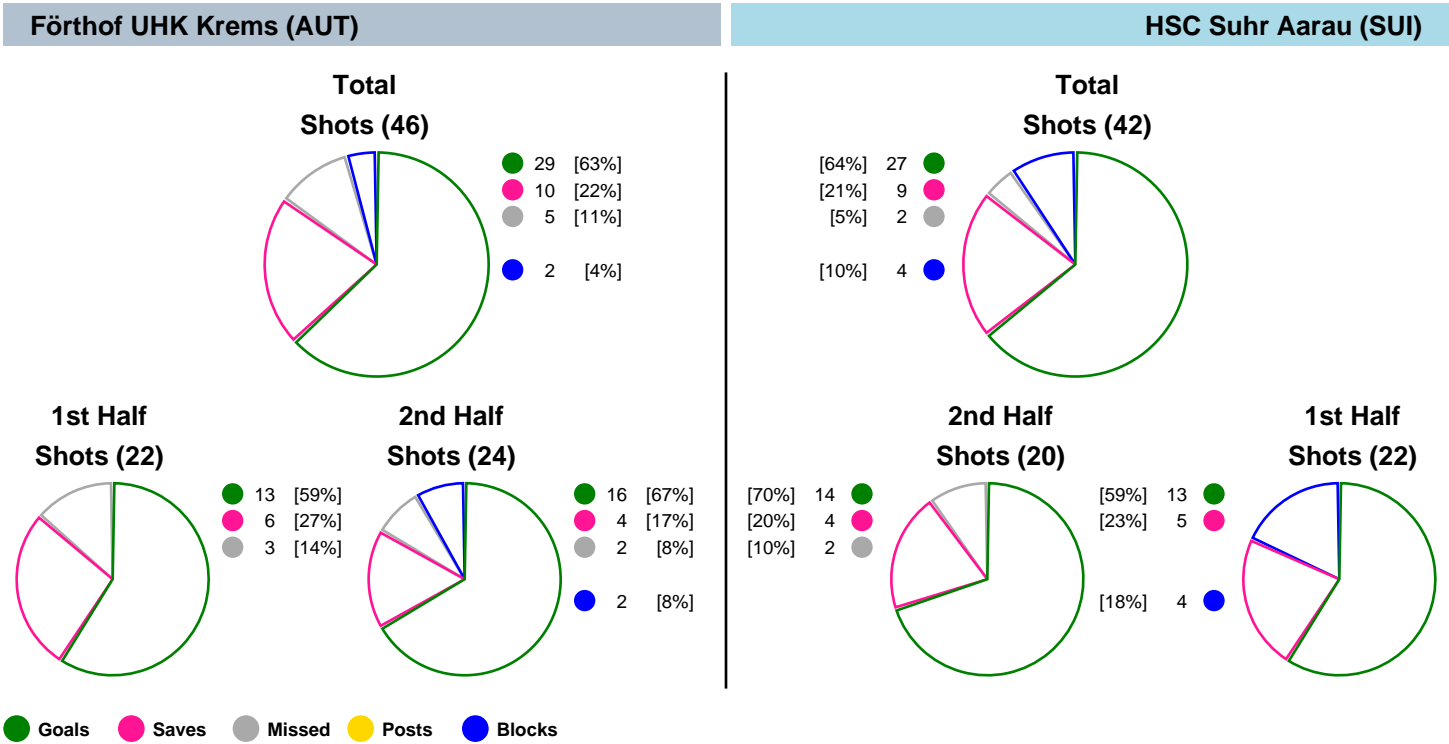 Förthof UHK Krems (AUT)
HSC Suhr Aarau (SUI)
Total
Shots (46)
29 [63%]
10 [22%]
5 [11%]
2 [4%]
Total
Shots (42)
[64%] 27
[21%] 9
[5%] 2
[10%] 4
1st Half
Shots (22)
13 [59%]
6 [27%]
3 [14%]
2nd Half
Shots (24)
16 [67%]
4 [17%]
2 [8%]
2 [8%]
2nd Half
Shots (20)
[70%] 14
[20%] 4
[10%] 2
1st Half
Shots (22)
[59%] 13
[23%] 5
[18%] 4
Goals Saves Missed Posts Blocks